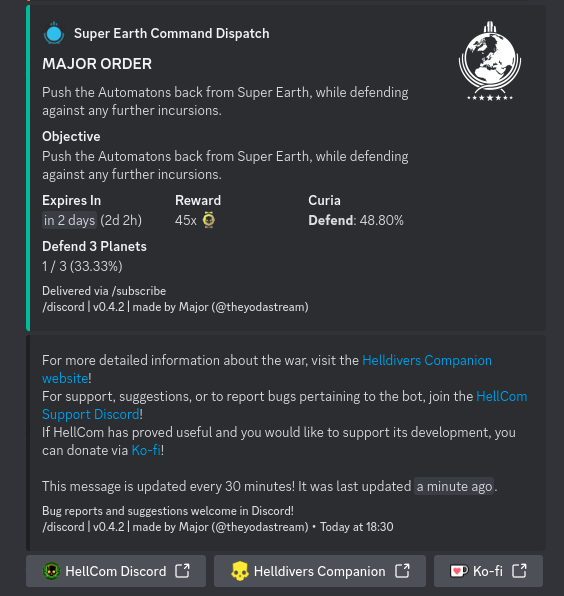 Super Earth Command Dispatch
MAJOR ORDER
Push the Automatons back from Super Earth, while defending
against any further incursions.
Objective
Push the Automatons back from Super Earth, while defending
against any further incursions.
Expires In Reward Curia
in 2 days (2d 2h) 45x Defend: 48.80%
Defend 3 Planets
1 / 3 (33.33%)
Delivered via /subscribe
/discord | v0.4.2 | made by Major (@theyodastream)
For more detailed information about the war, visit the Helldivers Companion
website!
For support, suggestions, or to report bugs pertaining to the bot, join the HellCom
Support Discord!
If HellCom has proved useful and you would like to support its development, you
can donate via Ko-fi!
This message is updated every 30 minutes! It was last updated a minute ago.
Bug reports and suggestions welcome in Discord!
/discord | v0.4.2 | made by Major (@theyodastream) • Today at 18:30
HellCom Discord Helldivers Companion Ko-fi